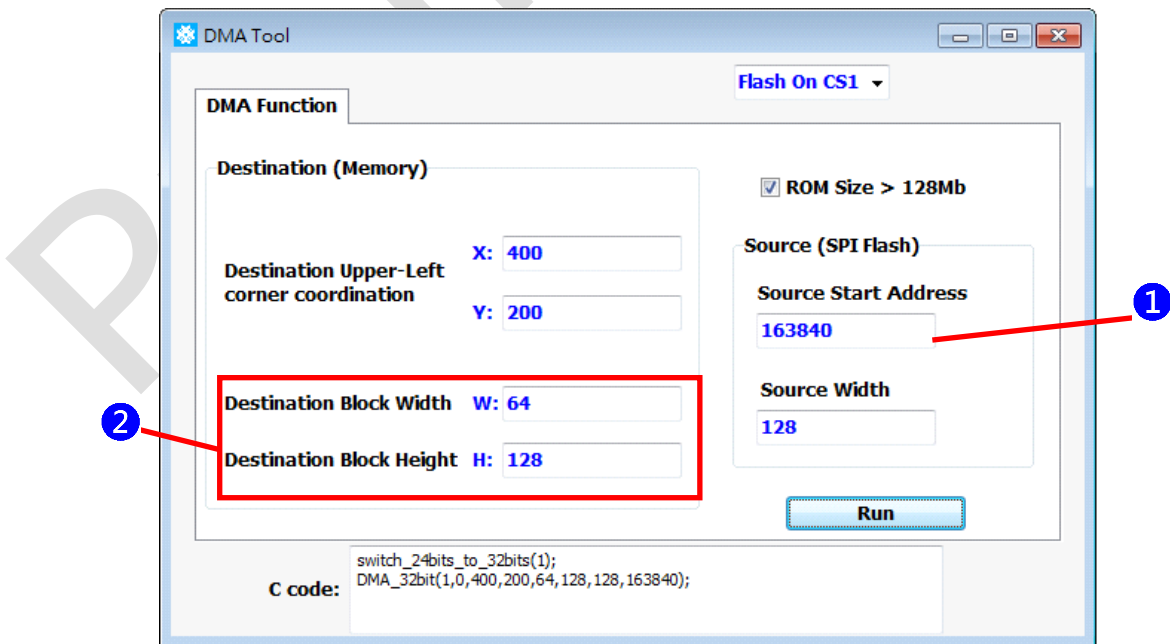 DMA Tool
Flash On CS1
DMA Function
Destination (Memory)
ROM Size > 128Mb
Destination Upper-Left
corner coordination
X: 400
Y: 200
Source (SPI Flash)
Source Start Address
163840
1
Source Width
128
2
Destination Block Width W: 64
Destination Block Height H: 128
Run
C code:
switch_24bits_to_32bits(1);
DMA_32bit(1,0,400,200,64,128,128,163840);